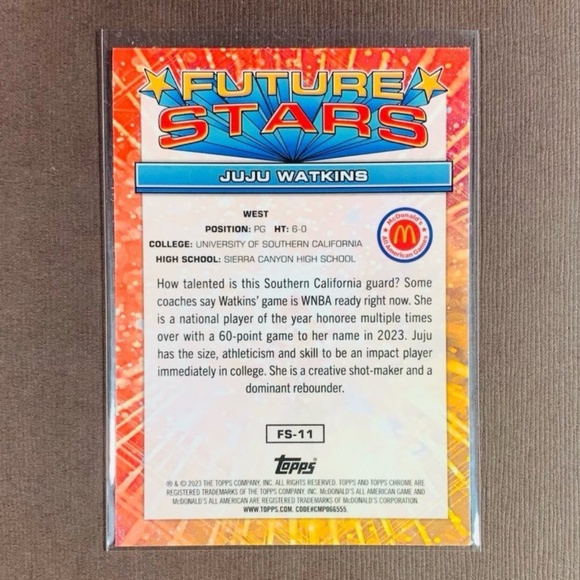 FUTURE
STARS
JUJU WATKINS
WEST
POSITION: PG HT: 6-0
COLLEGE: UNIVERSITY OF SOUTHERN CALIFORNIA
HIGH SCHOOL: SIERRA CANYON HIGH SCHOOL
McDonald's
All American Games
How talented is this Southern California guard? Some
coaches say Watkins' game is WNBA ready right now. She
is a national player of the year honoree multiple times
over with a 60-point game to her name in 2023. Juju
has the size, athleticism and skill to be an impact player
immediately in college. She is a creative shot-maker and a
dominant rebounder.
FS-11
topps
® & © 2023 THE TOPPS COMPANY, INC. ALL RIGHTS RESERVED. TOPPS AND TOPPS CHROME ARE
REGISTERED TRADEMARKS OF THE TOPPS COMPANY, INC. McDONALD'S ALL AMERICAN GAME AND
McDONALD'S ALL AMERICAN ARE REGISTERED TRADEMARKS OF McDONALD'S CORPORATION.
WWW.TOPPS.COM. CODE#CMP066555.